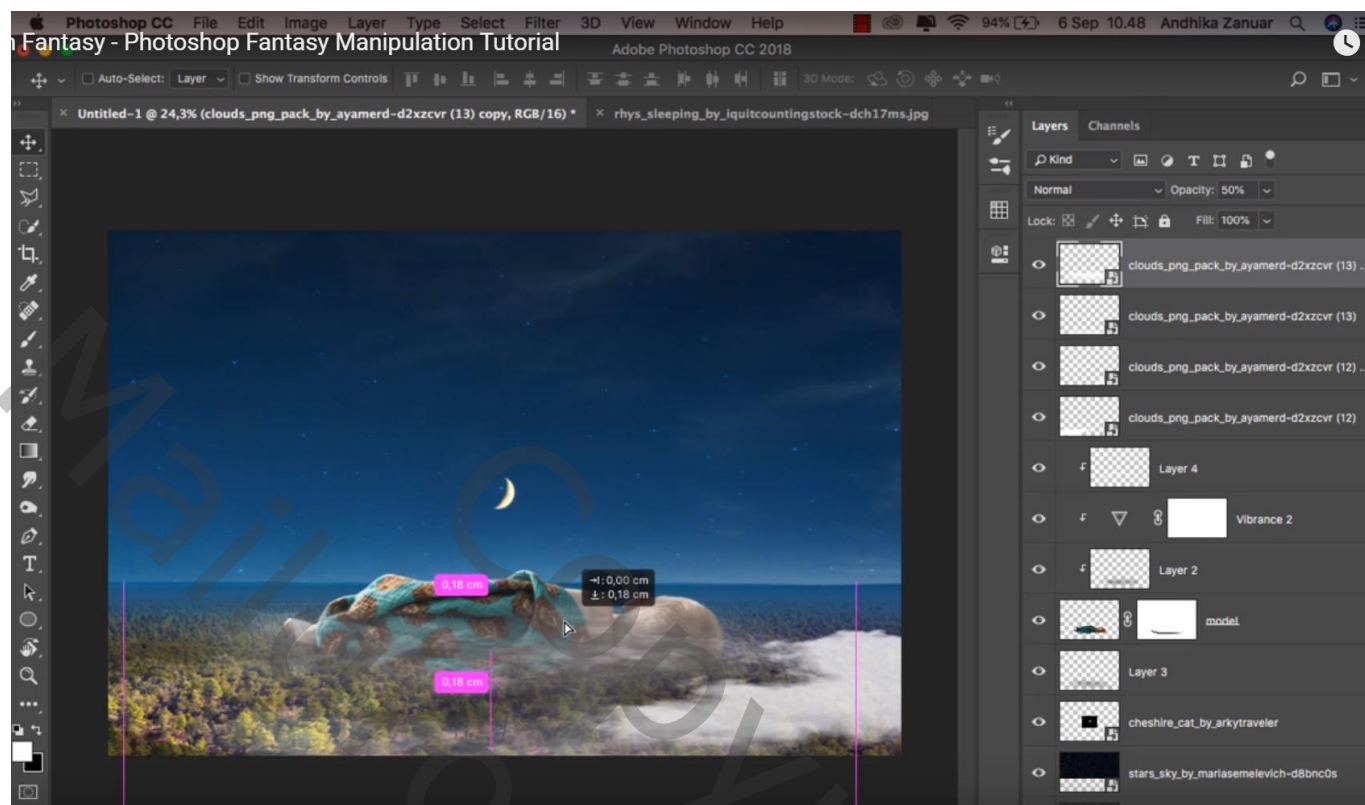 Photoshop CC File Edit Image Layer Type Select Filter 3D View Window Help 94% 6 Sep 10.48 Andhika Zanuar
Fantasy - Photoshop Fantasy Manipulation Tutorial
Adobe Photoshop CC 2018
Auto-Select: Layer Show Transform Controls 3D Mode:
× Untitled-1 @ 24,3% (clouds_png_pack_by_ayamerd-d2xzcvr (13) copy, RGB/16) * × rhys_sleeping_by_iquitcountingstock-dch17ms.jpg
Layers Channels
Kind
Normal Opacity: 50%
Lock: Fill: 100%
clouds_png_pack_by_ayamerd-d2xzcvr (13) ..
clouds_png_pack_by_ayamerd-d2xzcvr (13)
clouds_png_pack_by_ayamerd-d2xzcvr (12) ..
clouds_png_pack_by_ayamerd-d2xzcvr (12)
Layer 4
Vibrance 2
Layer 2
model
Layer 3
cheshire_cat_by_arkytraveler
stars_sky_by_mariasemelevich-d8bnc0s
0,18 cm
: 0,00 cm
: 0,18 cm
0,18 cm